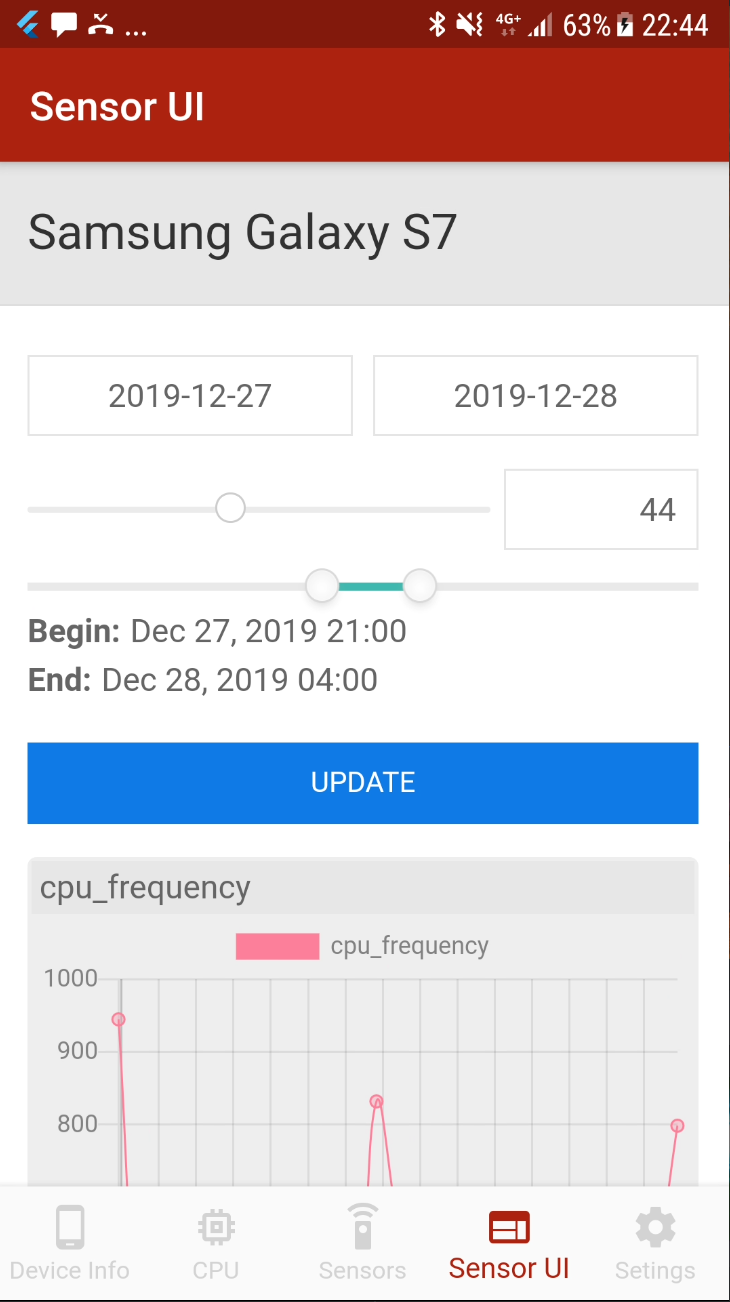 ... 4G+ 63% 22:44
Sensor UI
Samsung Galaxy S7
2019-12-27 2019-12-28
44
Begin: Dec 27, 2019 21:00
End: Dec 28, 2019 04:00
UPDATE
cpu_frequency
cpu_frequency
1000
900
800
Device Info CPU Sensors Sensor UI Setings